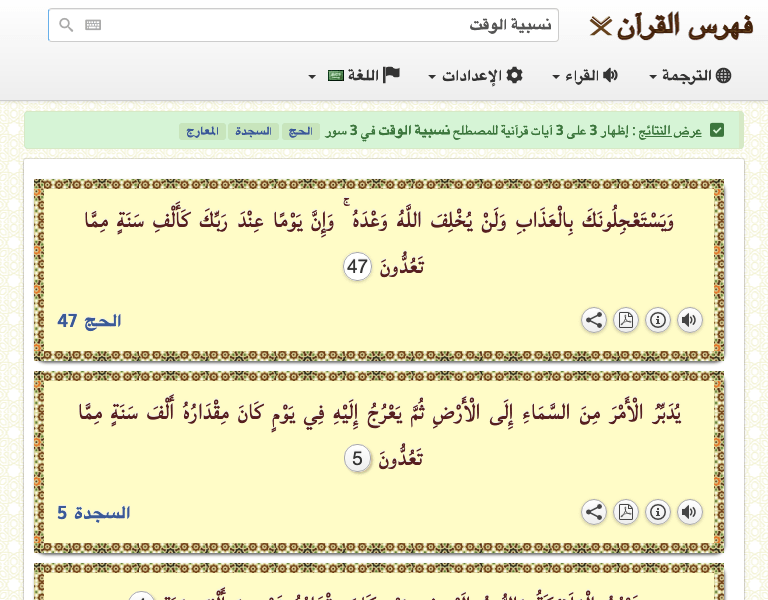 فهرس القرآن
نسبية الوقت
الترجمة القراء الإعدادات اللغة
عرض النتائج : إظهار 3 على 3 آيات قرآنية للمصطلح نسبية الوقت في 3 سور الحج السجدة المعارج
وَيَسْتَعْجِلُونَكَ بِالْعَذَابِ وَلَنْ يُخْلِفَ اللَّهُ وَعْدَهُ ۚ وَإِنَّ يَوْمًا عِنْدَ رَبِّكَ كَأَلْفِ سَنَةٍ مِمَّا
تَعُدُّونَ 47
الحج 47
يُدَبِّرُ الْأَمْرَ مِنَ السَّمَاءِ إِلَى الْأَرْضِ ثُمَّ يَعْرُجُ إِلَيْهِ فِي يَوْمٍ كَانَ مِقْدَارُهُ أَلْفَ سَنَةٍ مِمَّا
تَعُدُّونَ 5
السجدة 5